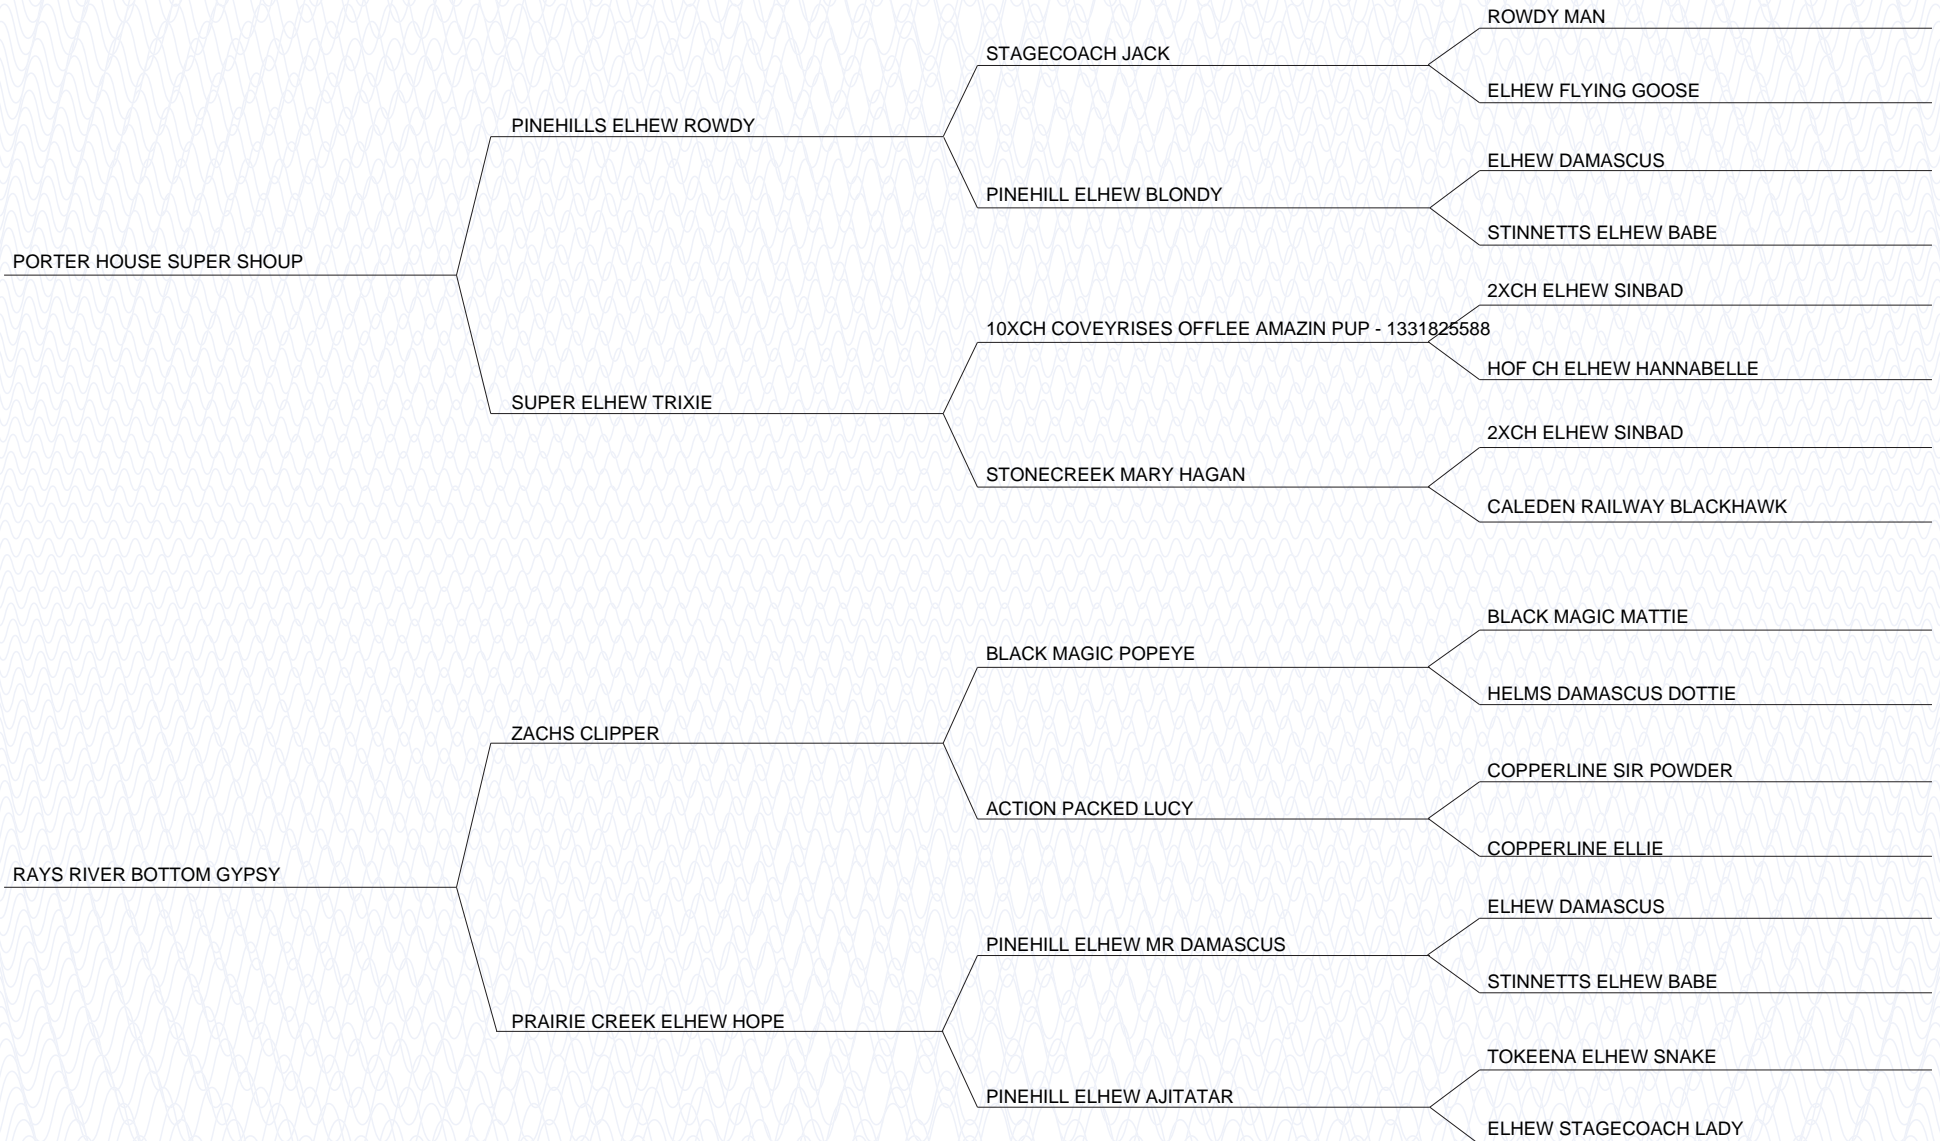 ROWDY MAN
STAGECOACH JACK
ELHEW FLYING GOOSE
PINEHILLS ELHEW ROWDY
ELHEW DAMASCUS
PINEHILL ELHEW BLONDY
STINNETTS ELHEW BABE
PORTER HOUSE SUPER SHOUP
2XCH ELHEW SINBAD
10XCH COVEYRISES OFFLEE AMAZIN PUP - 1331825588
HOF CH ELHEW HANNABELLE
SUPER ELHEW TRIXIE
2XCH ELHEW SINBAD
STONECREEK MARY HAGAN
CALEDEN RAILWAY BLACKHAWK
BLACK MAGIC MATTIE
BLACK MAGIC POPEYE
HELMS DAMASCUS DOTTIE
ZACHS CLIPPER
COPPERLINE SIR POWDER
ACTION PACKED LUCY
COPPERLINE ELLIE
RAYS RIVER BOTTOM GYPSY
ELHEW DAMASCUS
PINEHILL ELHEW MR DAMASCUS
STINNETTS ELHEW BABE
PRAIRIE CREEK ELHEW HOPE
TOKEENA ELHEW SNAKE
PINEHILL ELHEW AJITATAR
ELHEW STAGECOACH LADY